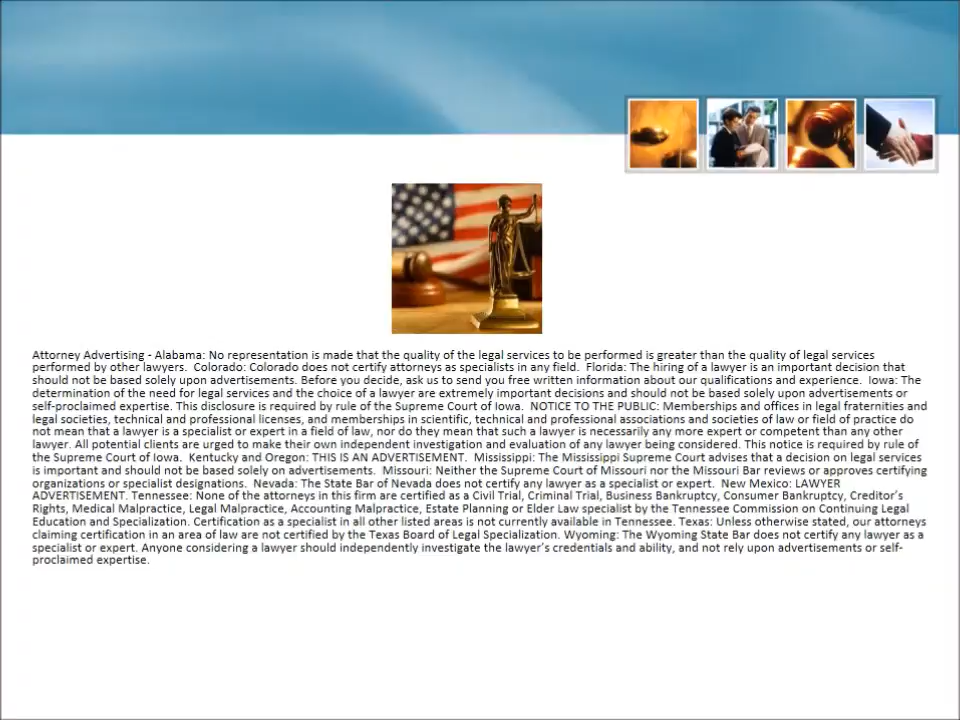 Attorney Advertising - Alabama: No representation is made that the quality of the legal services to be performed is greater than the quality of legal services
performed by other lawyers.  Colorado: Colorado does not certify attorneys as specialists in any field.  Florida: The hiring of a lawyer is an important decision that
should not be based solely upon advertisements. Before you decide, ask us to send you free written information about our qualifications and experience.  Iowa: The
determination of the need for legal services and the choice of a lawyer are extremely important decisions and should not be based solely upon advertisements or
self-proclaimed expertise. This disclosure is required by rule of the Supreme Court of Iowa.  NOTICE TO THE PUBLIC: Memberships and offices in legal fraternities and
legal societies, technical and professional licenses, and memberships in scientific, technical and professional associations and societies of law or field of practice do
not mean that a lawyer is a specialist or expert in a field of law, nor do they mean that such a lawyer is necessarily any more expert or competent than any other
lawyer. All potential clients are urged to make their own independent investigation and evaluation of any lawyer being considered. This notice is required by rule of
the Supreme Court of Iowa.  Kentucky and Oregon: THIS IS AN ADVERTISEMENT.  Mississippi: The Mississippi Supreme Court advises that a decision on legal services
is important and should not be based solely on advertisements.  Missouri: Neither the Supreme Court of Missouri nor the Missouri Bar reviews or approves certifying
organizations or specialist designations.  Nevada: The State Bar of Nevada does not certify any lawyer as a specialist or expert.  New Mexico: LAWYER
ADVERTISEMENT. Tennessee: None of the attorneys in this firm are certified as a Civil Trial, Criminal Trial, Business Bankruptcy, Consumer Bankruptcy, Creditor's
Rights, Medical Malpractice, Legal Malpractice, Accounting Malpractice, Estate Planning or Elder Law specialist by the Tennessee Commission on Continuing Legal
Education and Specialization. Certification as a specialist in all other listed areas is not currently available in Tennessee. Texas: Unless otherwise stated, our attorneys
claiming certification in an area of law are not certified by the Texas Board of Legal Specialization. Wyoming: The Wyoming State Bar does not certify any lawyer as a
specialist or expert. Anyone considering a lawyer should independently investigate the lawyer's credentials and ability, and not rely upon advertisements or self-
proclaimed expertise.